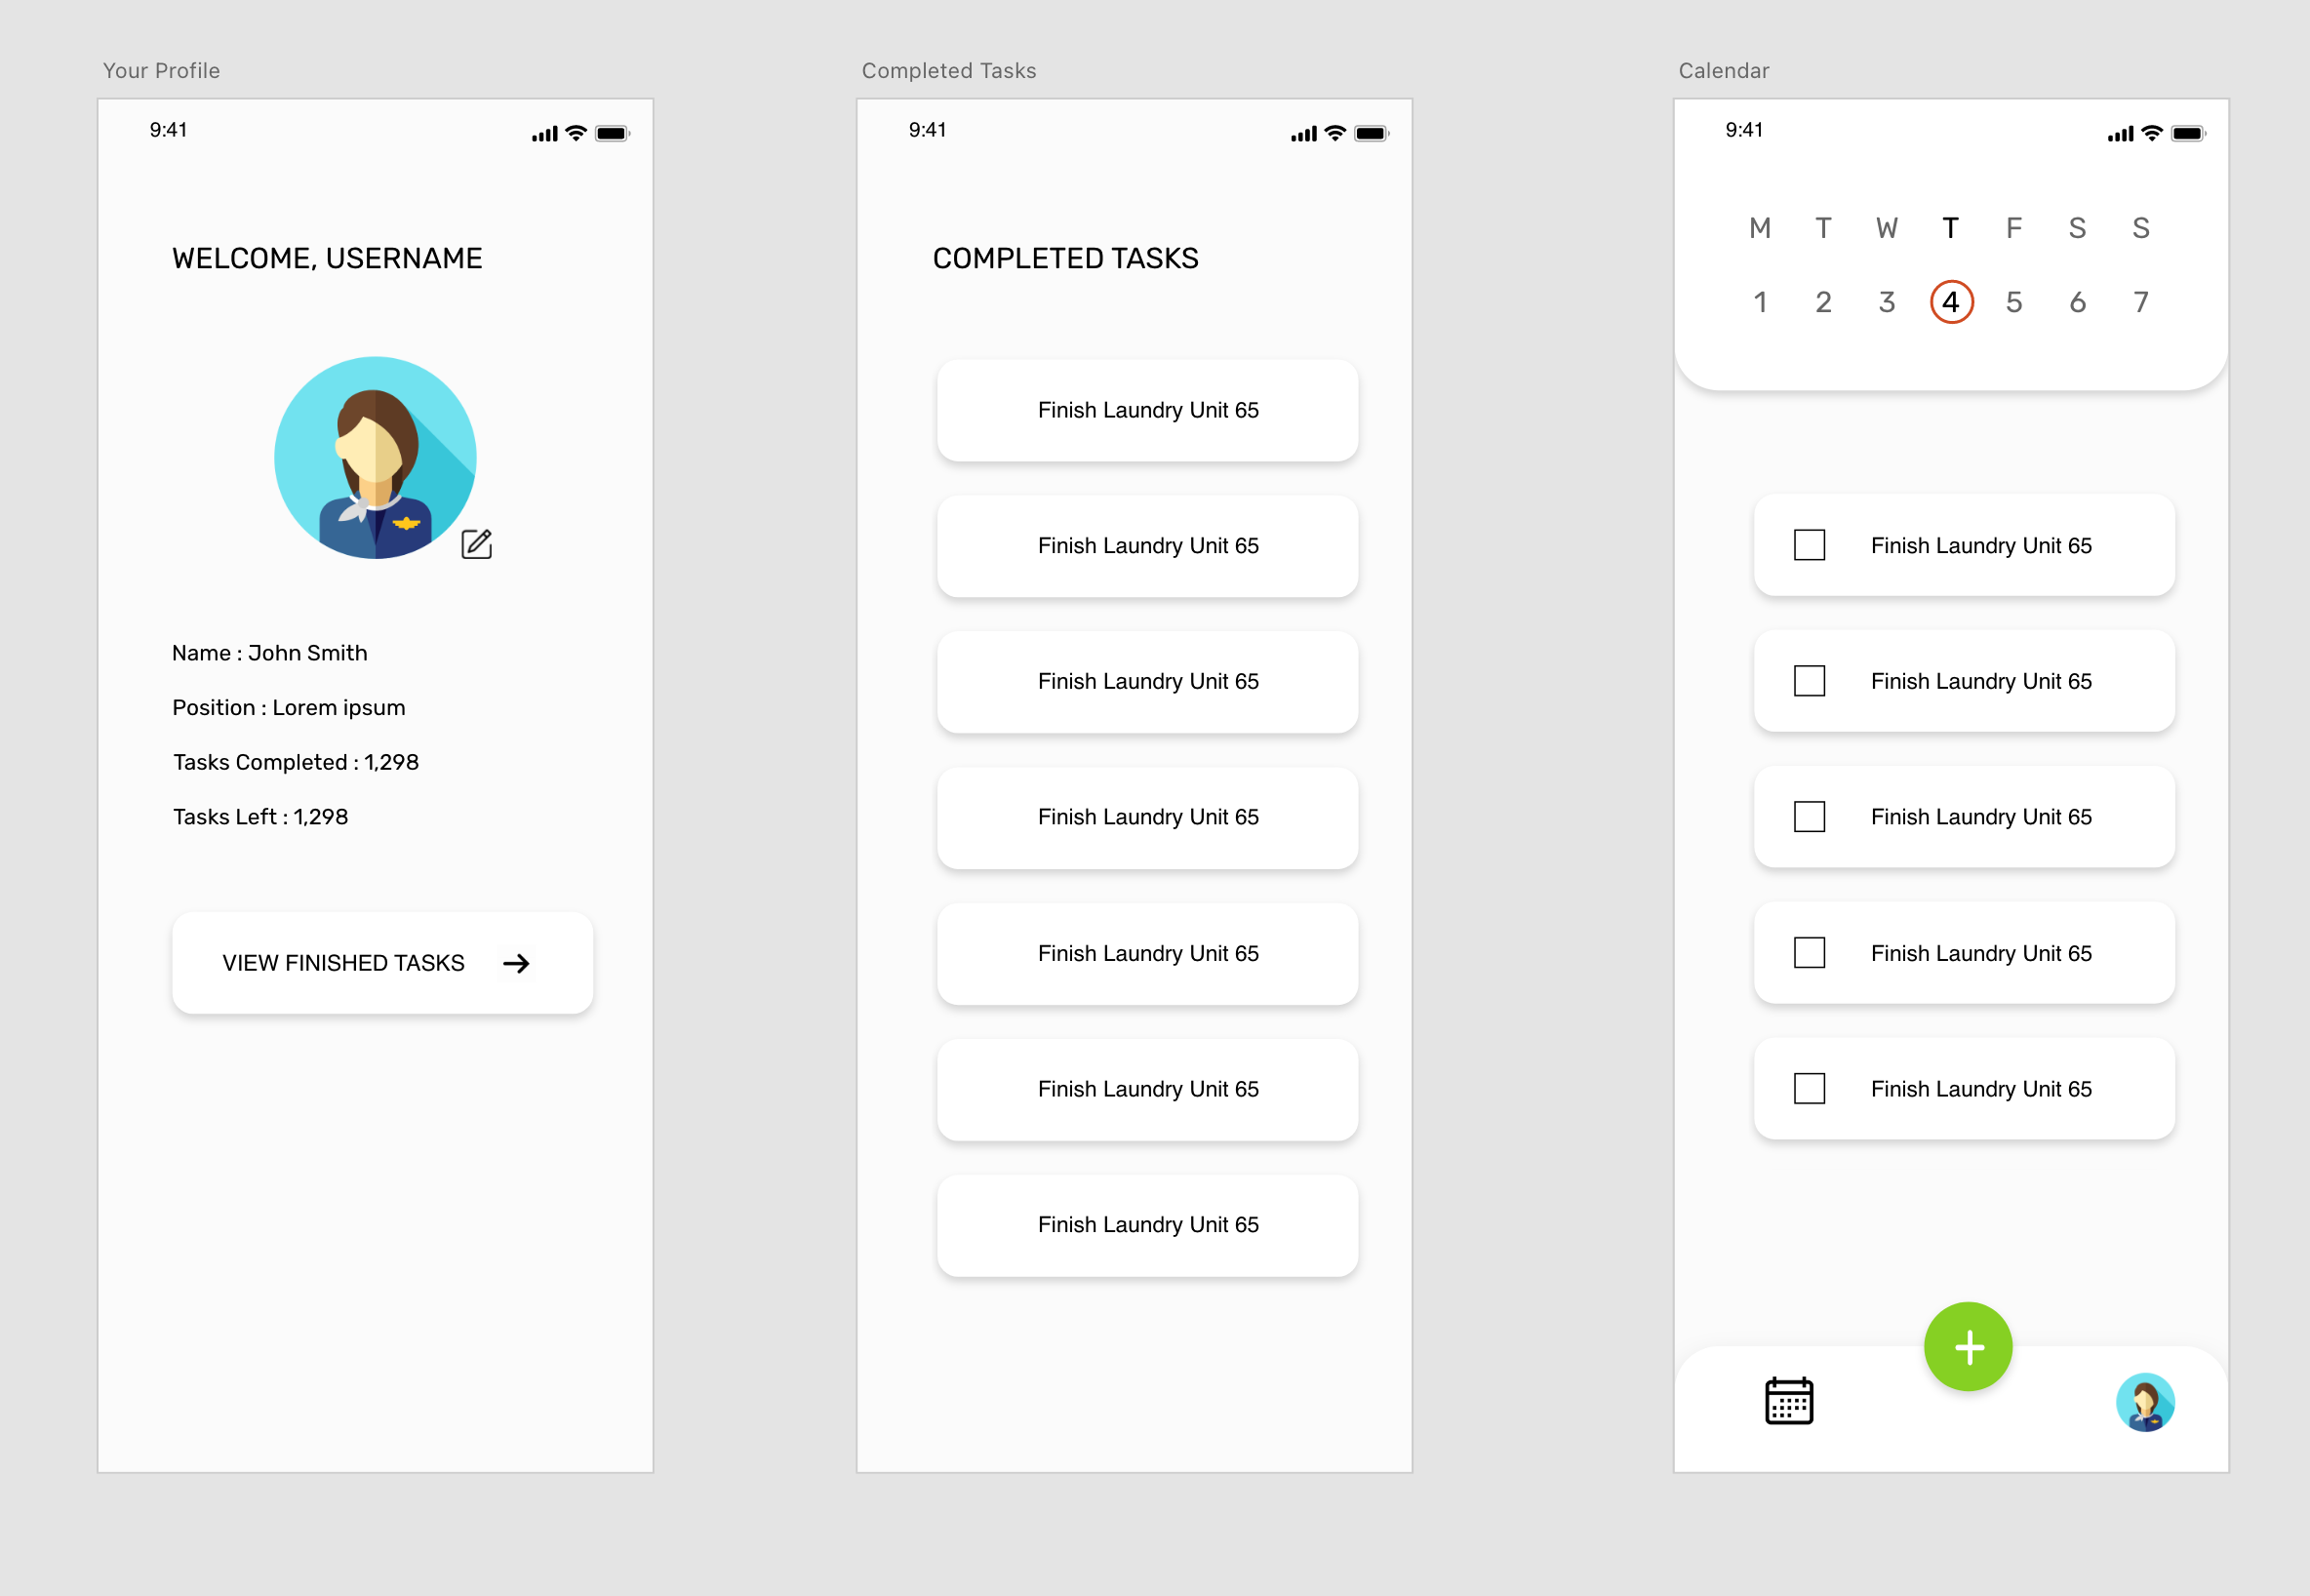 Your Profile
9:41
WELCOME, USERNAME
Name : John Smith
Position : Lorem ipsum
Tasks Completed : 1,298
Tasks Left : 1,298
VIEW FINISHED TASKS
Completed Tasks
9:41
COMPLETED TASKS
Finish Laundry Unit 65
Finish Laundry Unit 65
Finish Laundry Unit 65
Finish Laundry Unit 65
Finish Laundry Unit 65
Finish Laundry Unit 65
Finish Laundry Unit 65
Calendar
9:41
M T W T F S S
1 2 3 4 5 6 7
Finish Laundry Unit 65
Finish Laundry Unit 65
Finish Laundry Unit 65
Finish Laundry Unit 65
Finish Laundry Unit 65